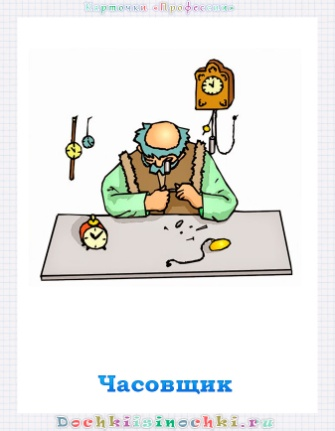 Карточки «Профессии»
Часовщик
Dochkiisinochki.ru